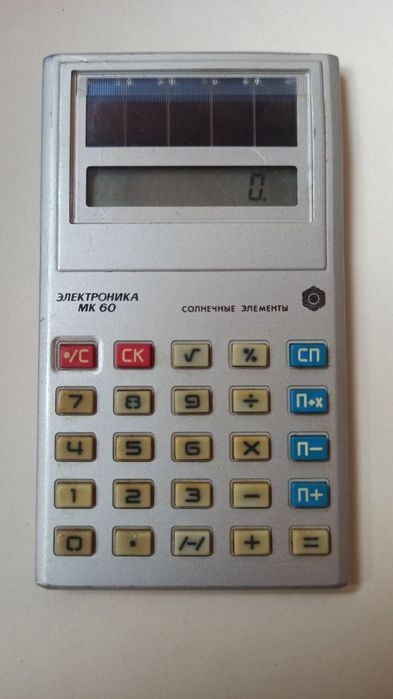 0.
ЭЛЕКТРОНИКА
МК 60
СОЛНЕЧНЫЕ ЭЛЕМЕНТЫ
•/С СК √ % СП
7 8 9 ÷ П→х
4 5 6 × П−
1 2 3 − П+
0 • /−/ + =